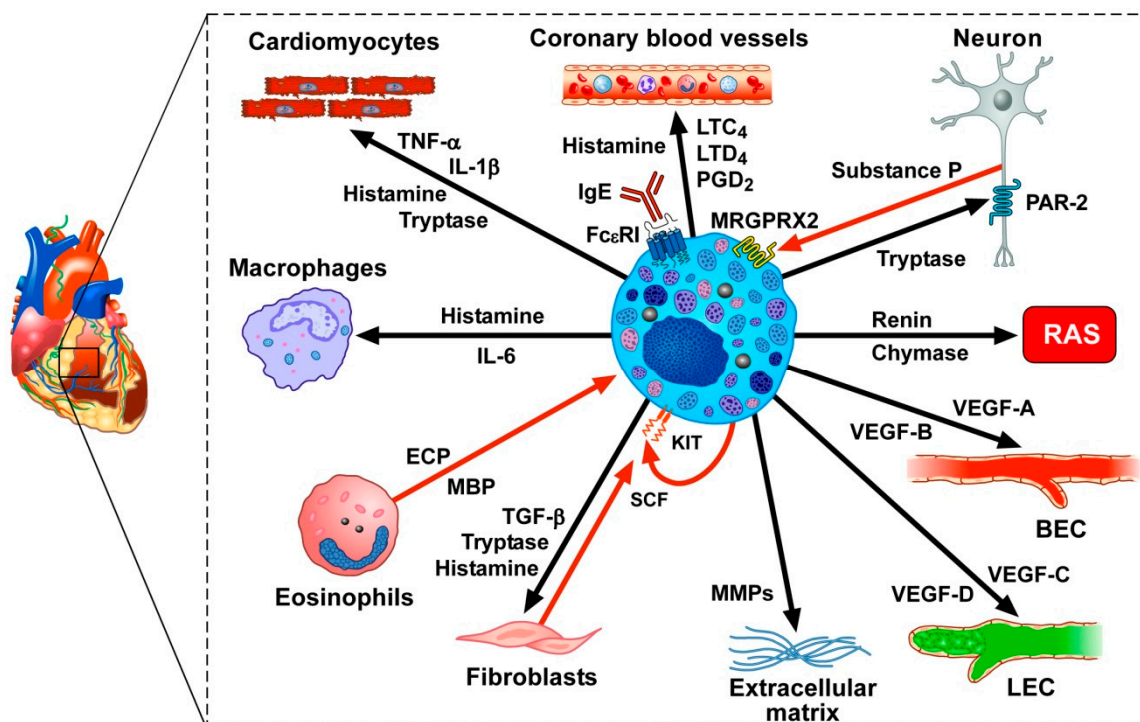 Cardiomyocytes
Coronary blood vessels
Neuron
TNF-α
IL-1β
Histamine
Tryptase
Histamine
LTC4
LTD4
PGD2
IgE
FcεRI
MRGPRX2
Substance P
PAR-2
Tryptase
Macrophages
Histamine
IL-6
Renin
Chymase
RAS
ECP
MBP
Eosinophils
KIT
SCF
TGF-β
Tryptase
Histamine
Fibroblasts
MMPs
Extracellular
matrix
VEGF-A
VEGF-B
BEC
VEGF-C
VEGF-D
LEC